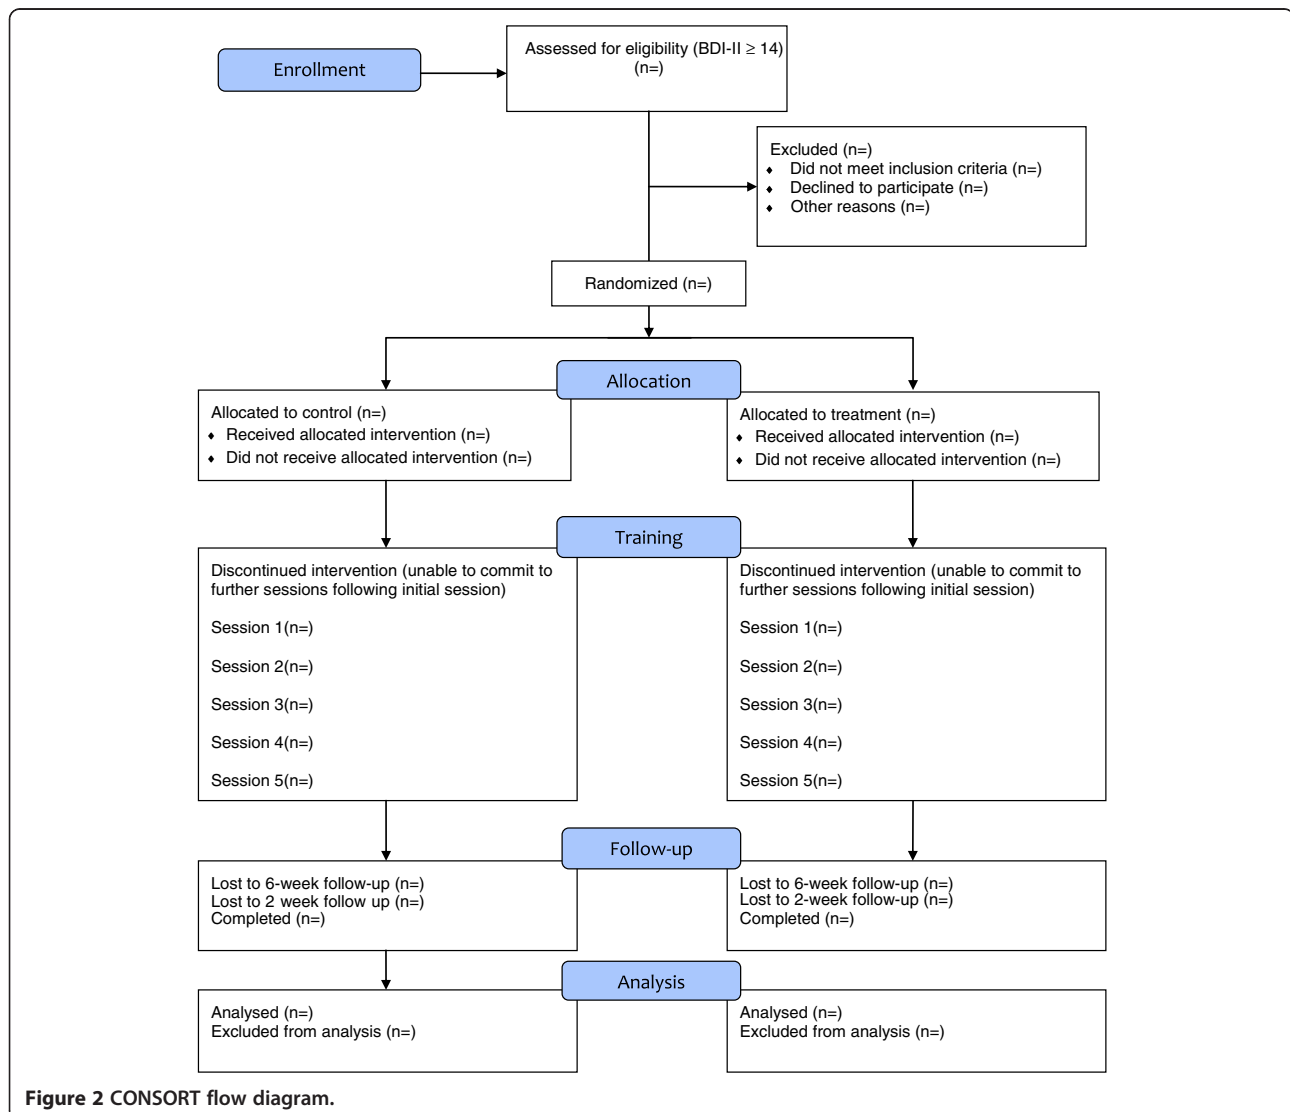 Enrollment
Assessed for eligibility (BDI-II ≥ 14)
(n=)
Excluded (n=)
♦ Did not meet inclusion criteria (n=)
♦ Declined to participate (n=)
♦ Other reasons (n=)
Randomized (n=)
Allocation
Allocated to control (n=)
♦ Received allocated intervention (n=)
♦ Did not receive allocated intervention (n=)
Allocated to treatment (n=)
♦ Received allocated intervention (n=)
♦ Did not receive allocated intervention (n=)
Training
Discontinued intervention (unable to commit to
further sessions following initial session)
Session 1(n=)
Session 2(n=)
Session 3(n=)
Session 4(n=)
Session 5(n=)
Discontinued intervention (unable to commit to
further sessions following initial session)
Session 1(n=)
Session 2(n=)
Session 3(n=)
Session 4(n=)
Session 5(n=)
Follow-up
Lost to 6-week follow-up (n=)
Lost to 2 week follow up (n=)
Completed (n=)
Lost to 6-week follow-up (n=)
Lost to 2-week follow-up (n=)
Completed (n=)
Analysis
Analysed (n=)
Excluded from analysis (n=)
Analysed (n=)
Excluded from analysis (n=)
Figure 2 CONSORT flow diagram.